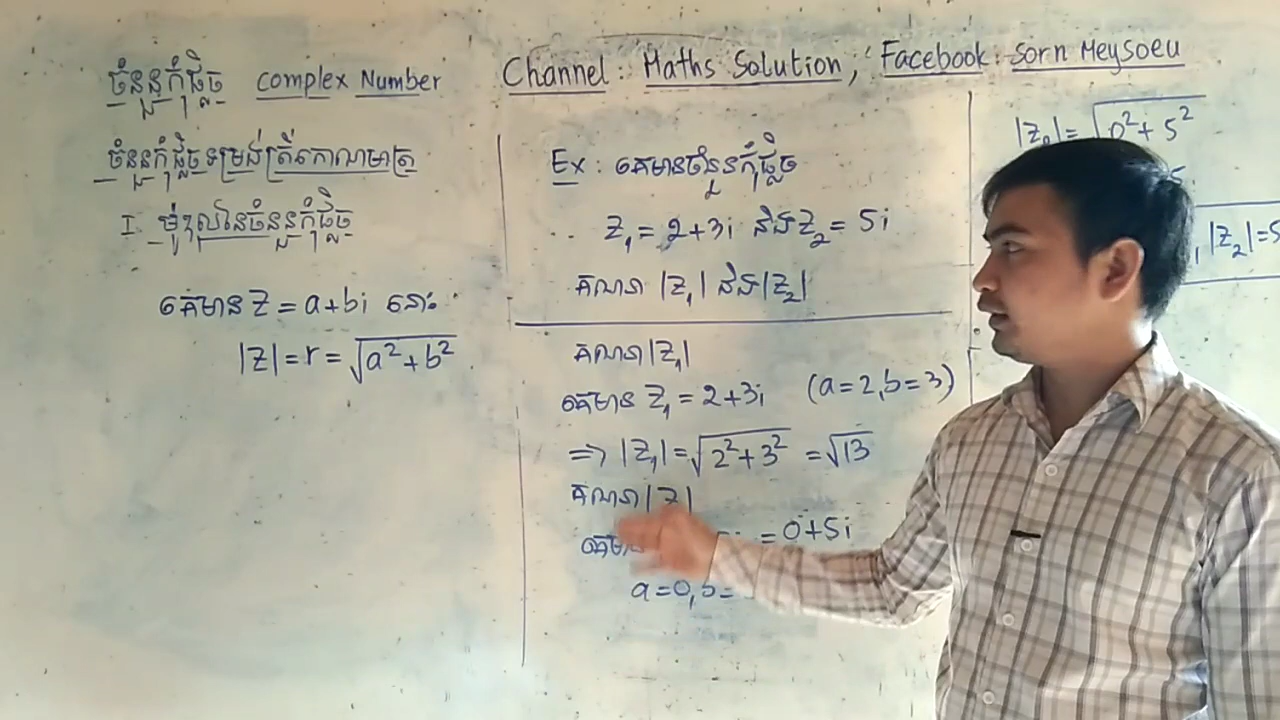 ចំនួនកុំផ្លិច Complex Number
Channel : Maths Solution, Facebook : Sorn Meysoeu
ចំនួនកុំផ្លិចទម្រង់ត្រីកោណមាត្រ
I. ម៉ូឌុលនៃចំនួនកុំផ្លិច
គេមាន Z = a+bi នោះ
|Z| = r = √(a²+b²)
Ex : គេមានចំនួនកុំផ្លិច
Z₁ = 2+3i និង Z₂ = 5i
គណនា |Z₁| និង |Z₂|
គណនា |Z₁|
គេមាន Z₁ = 2+3i (a=2, b=3)
⇒ |Z₁| = √(2²+3²) = √13
គណនា |Z
គេមាន = 0+5i
a=0, b=
|Z₂| = √(0²+5²)
, |Z₂|=5